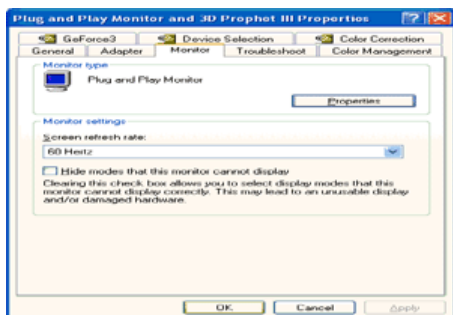 Plug and Play Monitor and 3D Prophet III Properties
GeForce3 Device Selection Color Correction
General Adapter Monitor Troubleshoot Color Management
Monitor type
Plug and Play Monitor
Properties
Monitor settings
Screen refresh rate:
60 Hertz
Hide modes that this monitor cannot display
Clearing this check box allows you to select display modes that this
monitor cannot display correctly. This may lead to an unusable display
and/or damaged hardware.
OK Cancel Apply